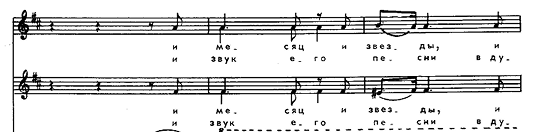 и ме- сяц и звез- ды, и
и звук е- го пе- сни в ду-
и ме- сяц и звез- ды, и
и звук е- го пе- сни в ду-